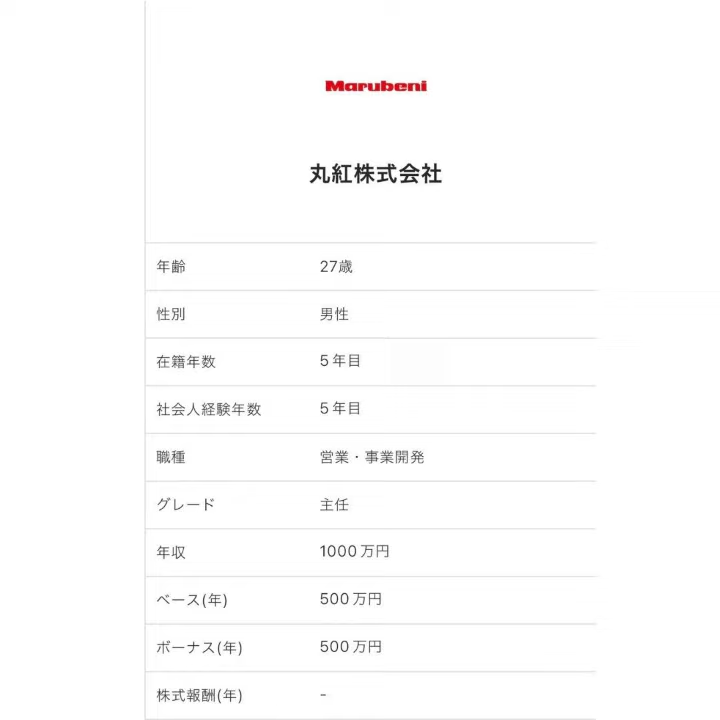 Marubeni
丸紅株式会社
年齢 27歳
性別 男性
在籍年数 5年目
社会人経験年数 5年目
職種 営業・事業開発
グレード 主任
年収 1000万円
ベース(年) 500万円
ボーナス(年) 500万円
株式報酬(年) -